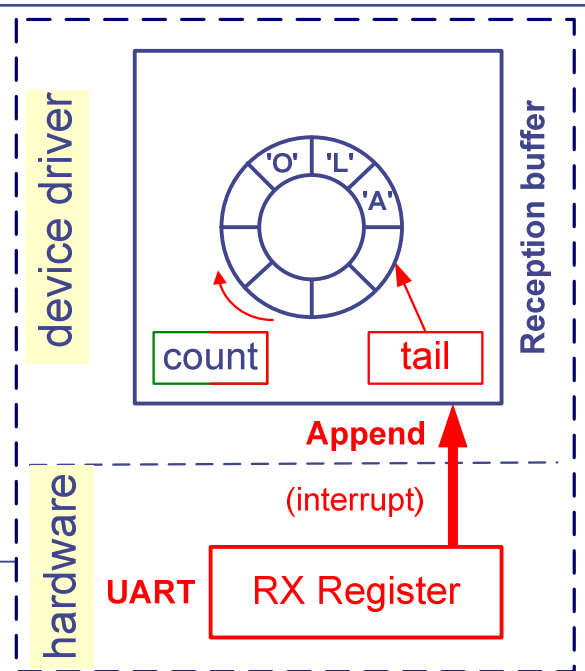 device driver
Reception buffer
'O'
'L'
'A'
count
tail
Append
(interrupt)
hardware
UART
RX Register